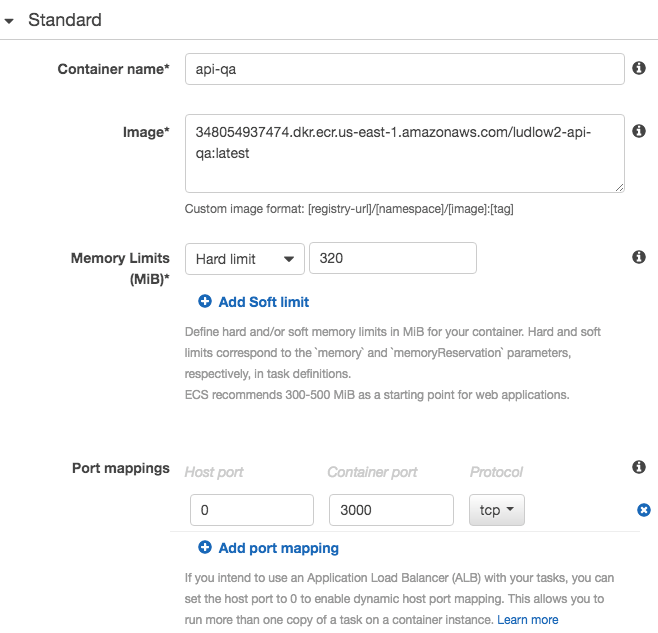 Standard
Container name* api-qa
Image* 348054937474.dkr.ecr.us-east-1.amazonaws.com/ludlow2-api-
qa:latest
Custom image format: [registry-url]/[namespace]/[image]:[tag]
Memory Limits Hard limit 320
(MiB)*
Add Soft limit
Define hard and/or soft memory limits in MiB for your container. Hard and soft
limits correspond to the `memory` and `memoryReservation` parameters,
respectively, in task definitions.
ECS recommends 300-500 MiB as a starting point for web applications.
Port mappings Host port Container port Protocol
0 3000 tcp
Add port mapping
If you intend to use an Application Load Balancer (ALB) with your tasks, you can
set the host port to 0 to enable dynamic host port mapping. This allows you to
run more than one copy of a task on a container instance. Learn more